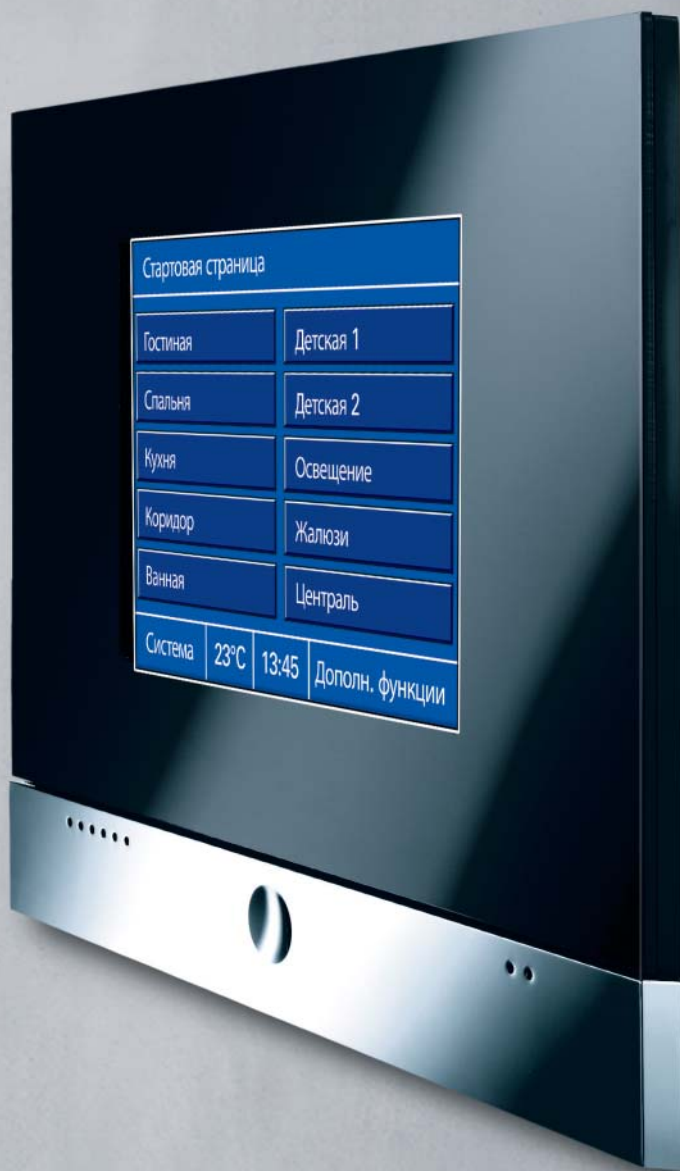 Стартовая страница
Гостиная
Детская 1
Спальня
Детская 2
Кухня
Освещение
Коридор
Жалюзи
Ванная
Централь
Система 23°C 13:45 Дополн. функции